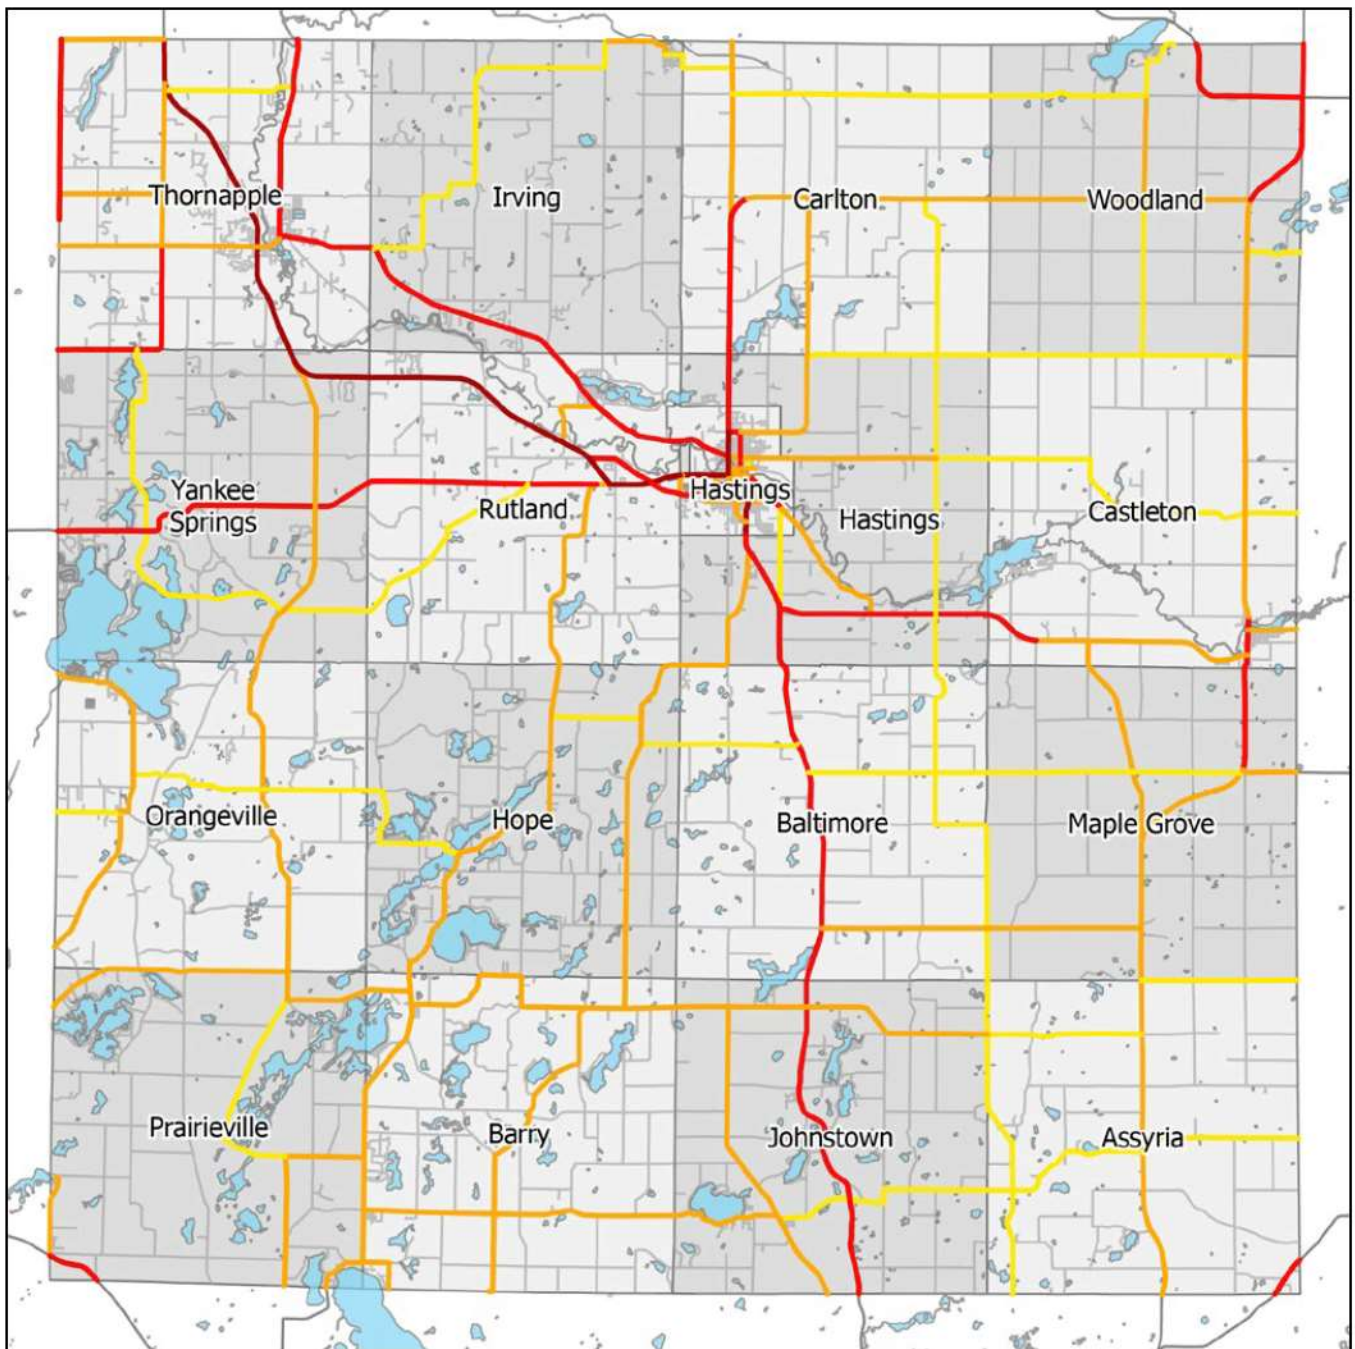 Thornapple
Irving
Carlton
Woodland
Yankee
Springs
Rutland
Hastings
Hastings
Castleton
Orangeville
Hope
Baltimore
Maple Grove
Prairieville
Barry
Johnstown
Assyria